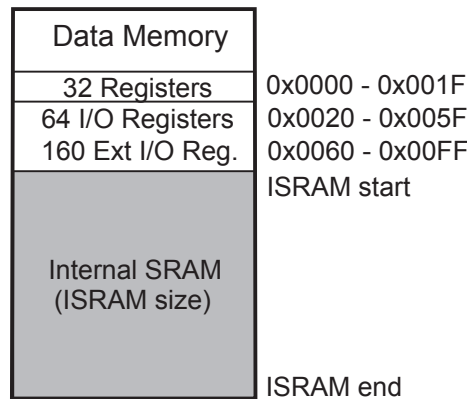 Data Memory
32 Registers 0x0000 - 0x001F
64 I/O Registers 0x0020 - 0x005F
160 Ext I/O Reg. 0x0060 - 0x00FF
ISRAM start
Internal SRAM
(ISRAM size)
ISRAM end